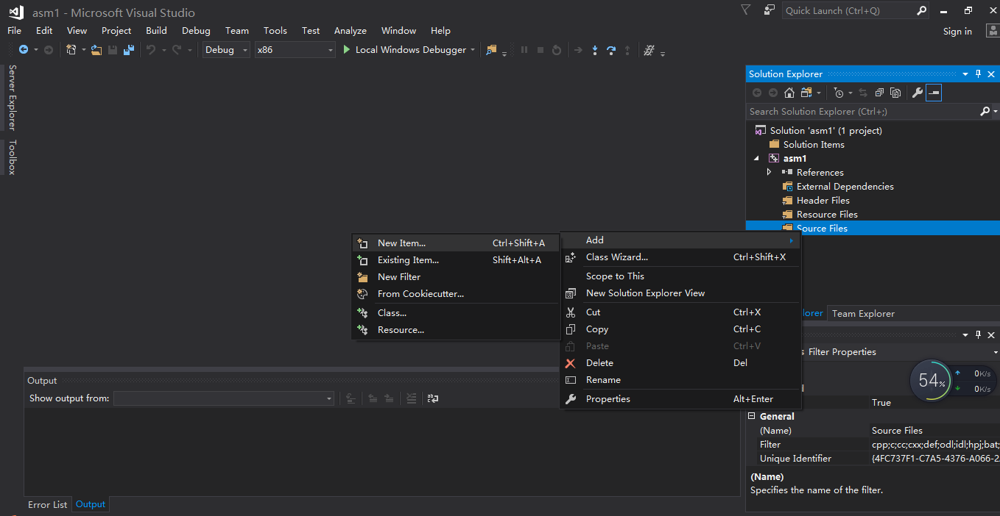 asm1 - Microsoft Visual Studio
Quick Launch (Ctrl+Q)
File Edit View Project Build Debug Team Tools Test Analyze Window Help
Sign in
Debug x86 Local Windows Debugger
Server Explorer
Toolbox
Solution Explorer
Search Solution Explorer (Ctrl+;)
Solution 'asm1' (1 project)
Solution Items
asm1
References
External Dependencies
Header Files
Resource Files
Source Files
New Item... Ctrl+Shift+A
Existing Item... Shift+Alt+A
New Filter
From Cookiecutter...
Class...
Resource...
Add
Class Wizard... Ctrl+Shift+X
Scope to This
New Solution Explorer View
Cut Ctrl+X
Copy Ctrl+C
Paste Ctrl+V
Delete Del
Rename
Properties Alt+Enter
lorer Team Explorer
Filter Properties
54%
0K/s
0K/s
True
General
(Name) Source Files
Filter cpp;c;cc;cxx;def;odl;idl;hpj;bat;
Unique Identifier {4FC737F1-C7A5-4376-A066-2
(Name)
Specifies the name of the filter.
Output
Show output from:
Error List Output